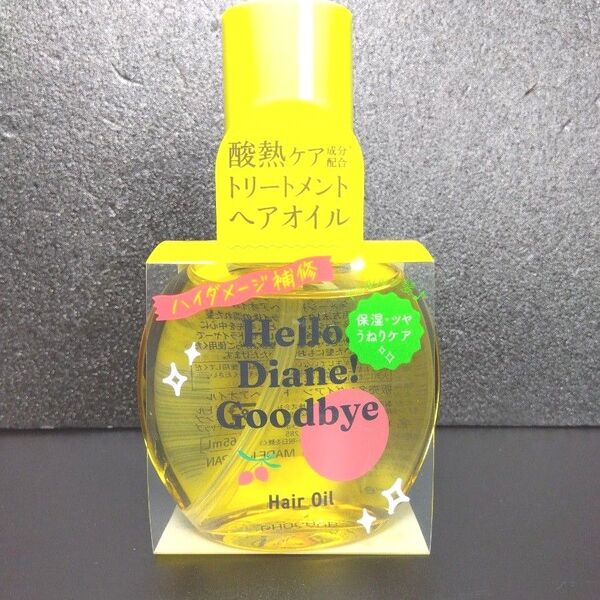 酸熱ケア成分配合
トリートメント
ヘアオイル
ハイダメージ補修
保湿・ツヤ
うねりケア
Hello,
Diane!
Goodbye
Hair Oil